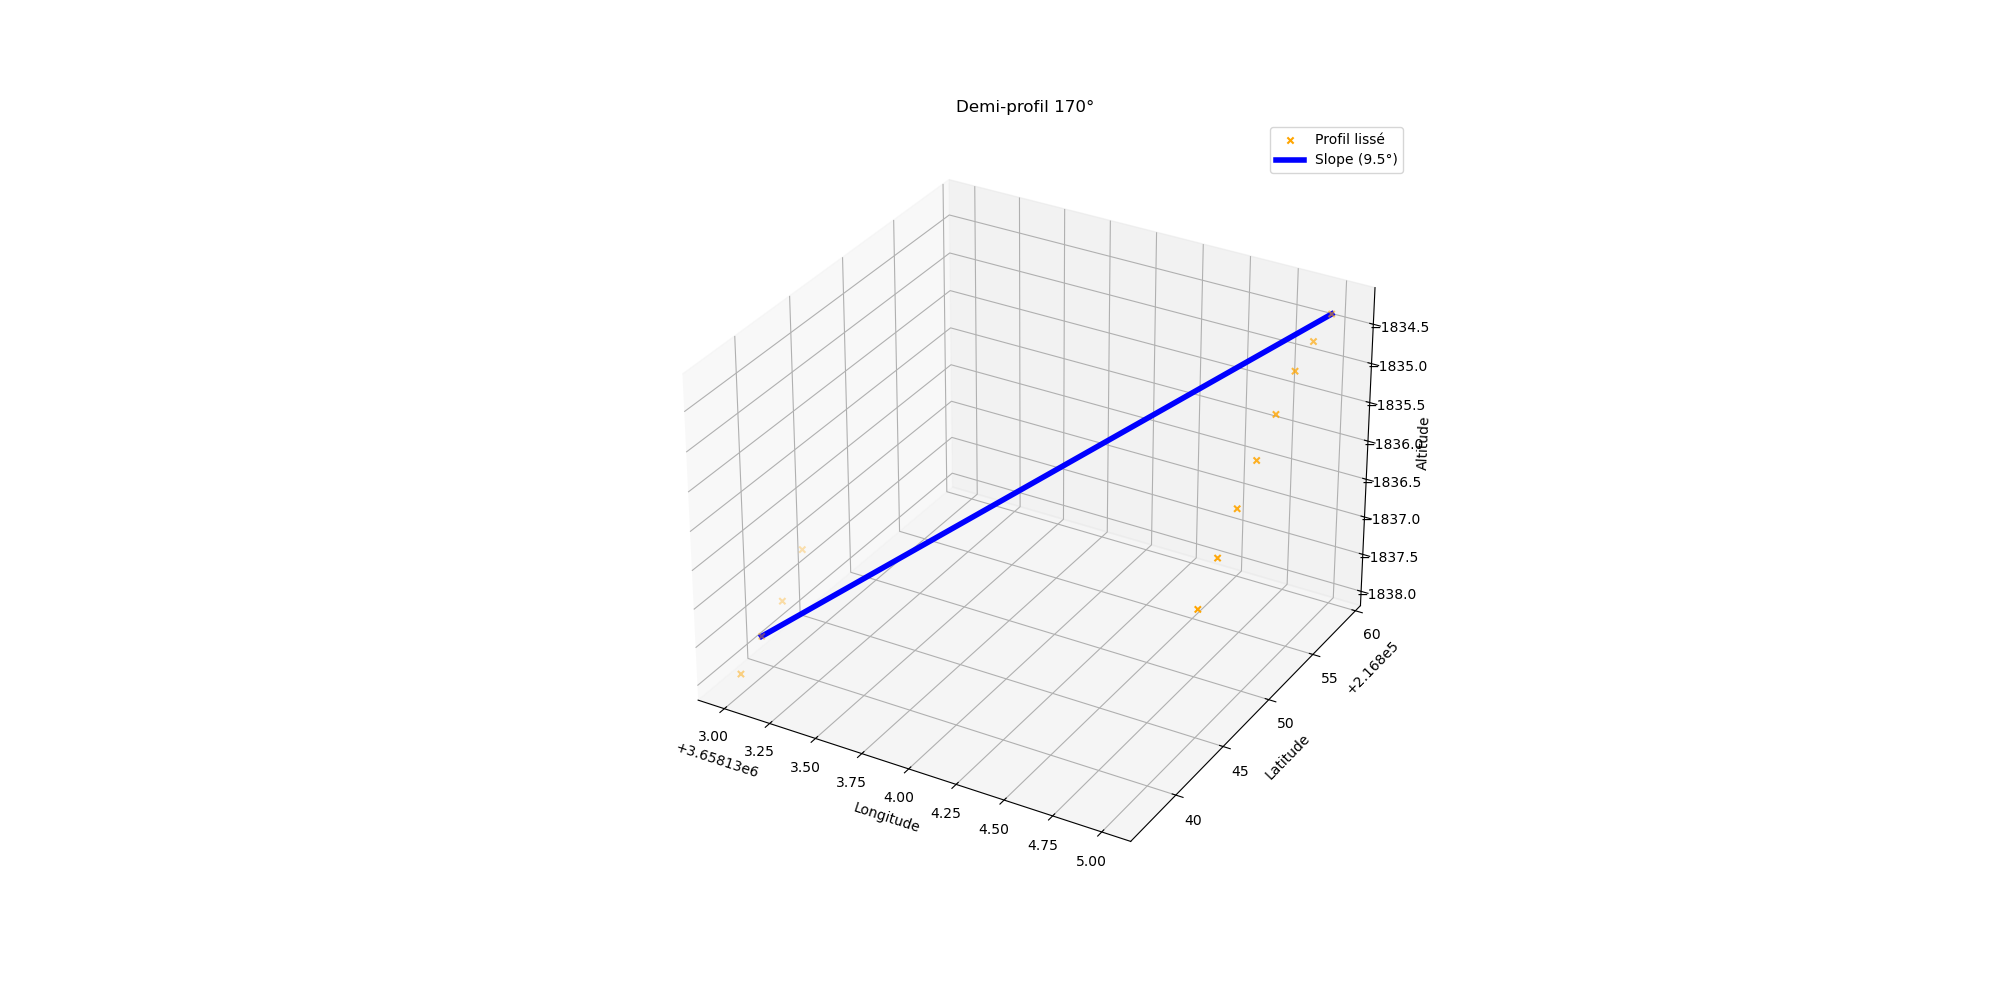 Demi-profil 170°
Profil lissé
Slope (9.5°)
−1834.5
−1835.0
−1835.5
−1836.0
−1836.5
−1837.0
−1837.5
−1838.0
Altitude
60
55
50
45
40
+2.168e5
Latitude
3.00
3.25
3.50
3.75
4.00
4.25
4.50
4.75
5.00
+3.65813e6
Longitude